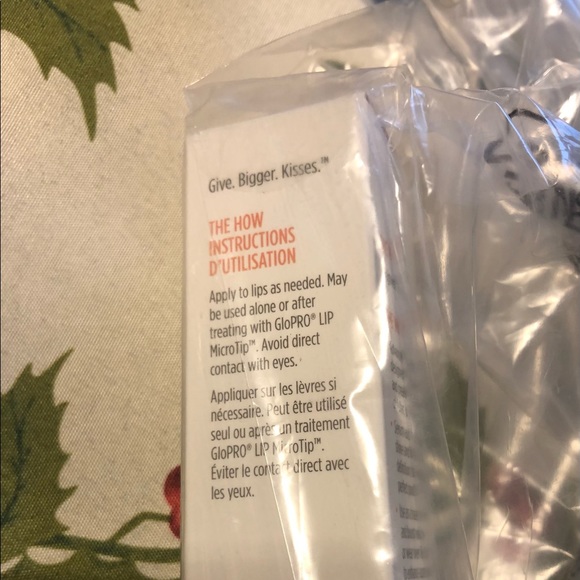 Give. Bigger. Kisses.™
THE HOW
INSTRUCTIONS
D'UTILISATION
Apply to lips as needed. May
be used alone or after
treating with GloPRO® LIP
MicroTip™. Avoid direct
contact with eyes.
Appliquer sur les lèvres si
nécessaire. Peut être utilisé
seul ou après un traitement
GloPRO® LIP MicroTip™.
Éviter le contact direct avec
les yeux.